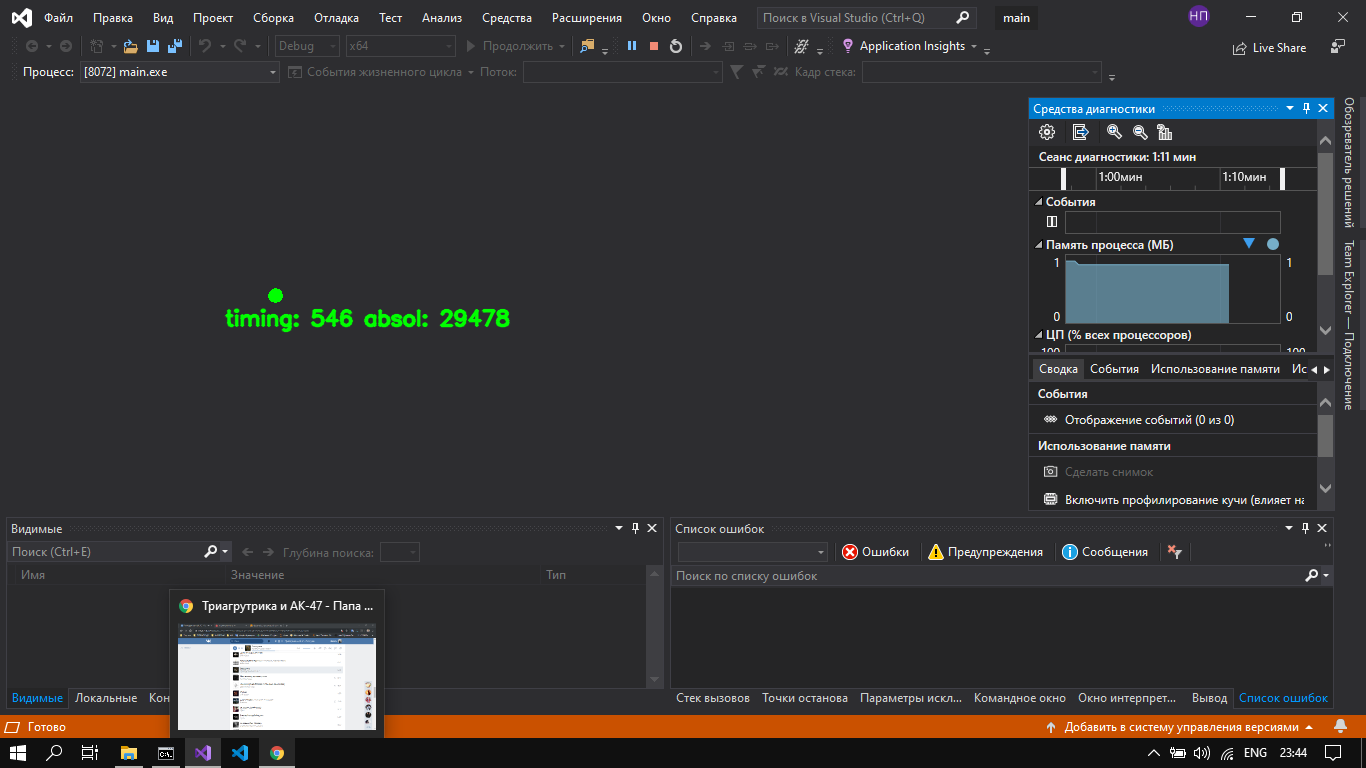 Файл Правка Вид Проект Сборка Отладка Тест Анализ Средства Расширения Окно Справка Поиск в Visual Studio (Ctrl+Q) main НП
Debug x64 Продолжить Application Insights Live Share
Процесс: [8072] main.exe События жизненного цикла Поток: Кадр стека:
Средства диагностики
Сеанс диагностики: 1:11 мин
1:00мин 1:10мин
События
Память процесса (МБ)
1 1
0 0
ЦП (% всех процессоров)
100 100
Сводка События Использование памяти Ис
События
Отображение событий (0 из 0)
Использование памяти
Сделать снимок
Включить профилирование кучи (влияет на
Обозреватель решений
Team Explorer — Подключение
timing: 546 absol: 29478
Видимые
Поиск (Ctrl+E) Глубина поиска:
Имя Значение Тип
Триагрутрика и АК-47 - Папа ...
Видимые Локальные Кон
Список ошибок
Ошибки Предупреждения Сообщения
Поиск по списку ошибок
Стек вызовов Точки останова Параметры искл... Командное окно Окно интерпрет... Вывод Список ошибок
Готово Добавить в систему управления версиями
ENG 23:44